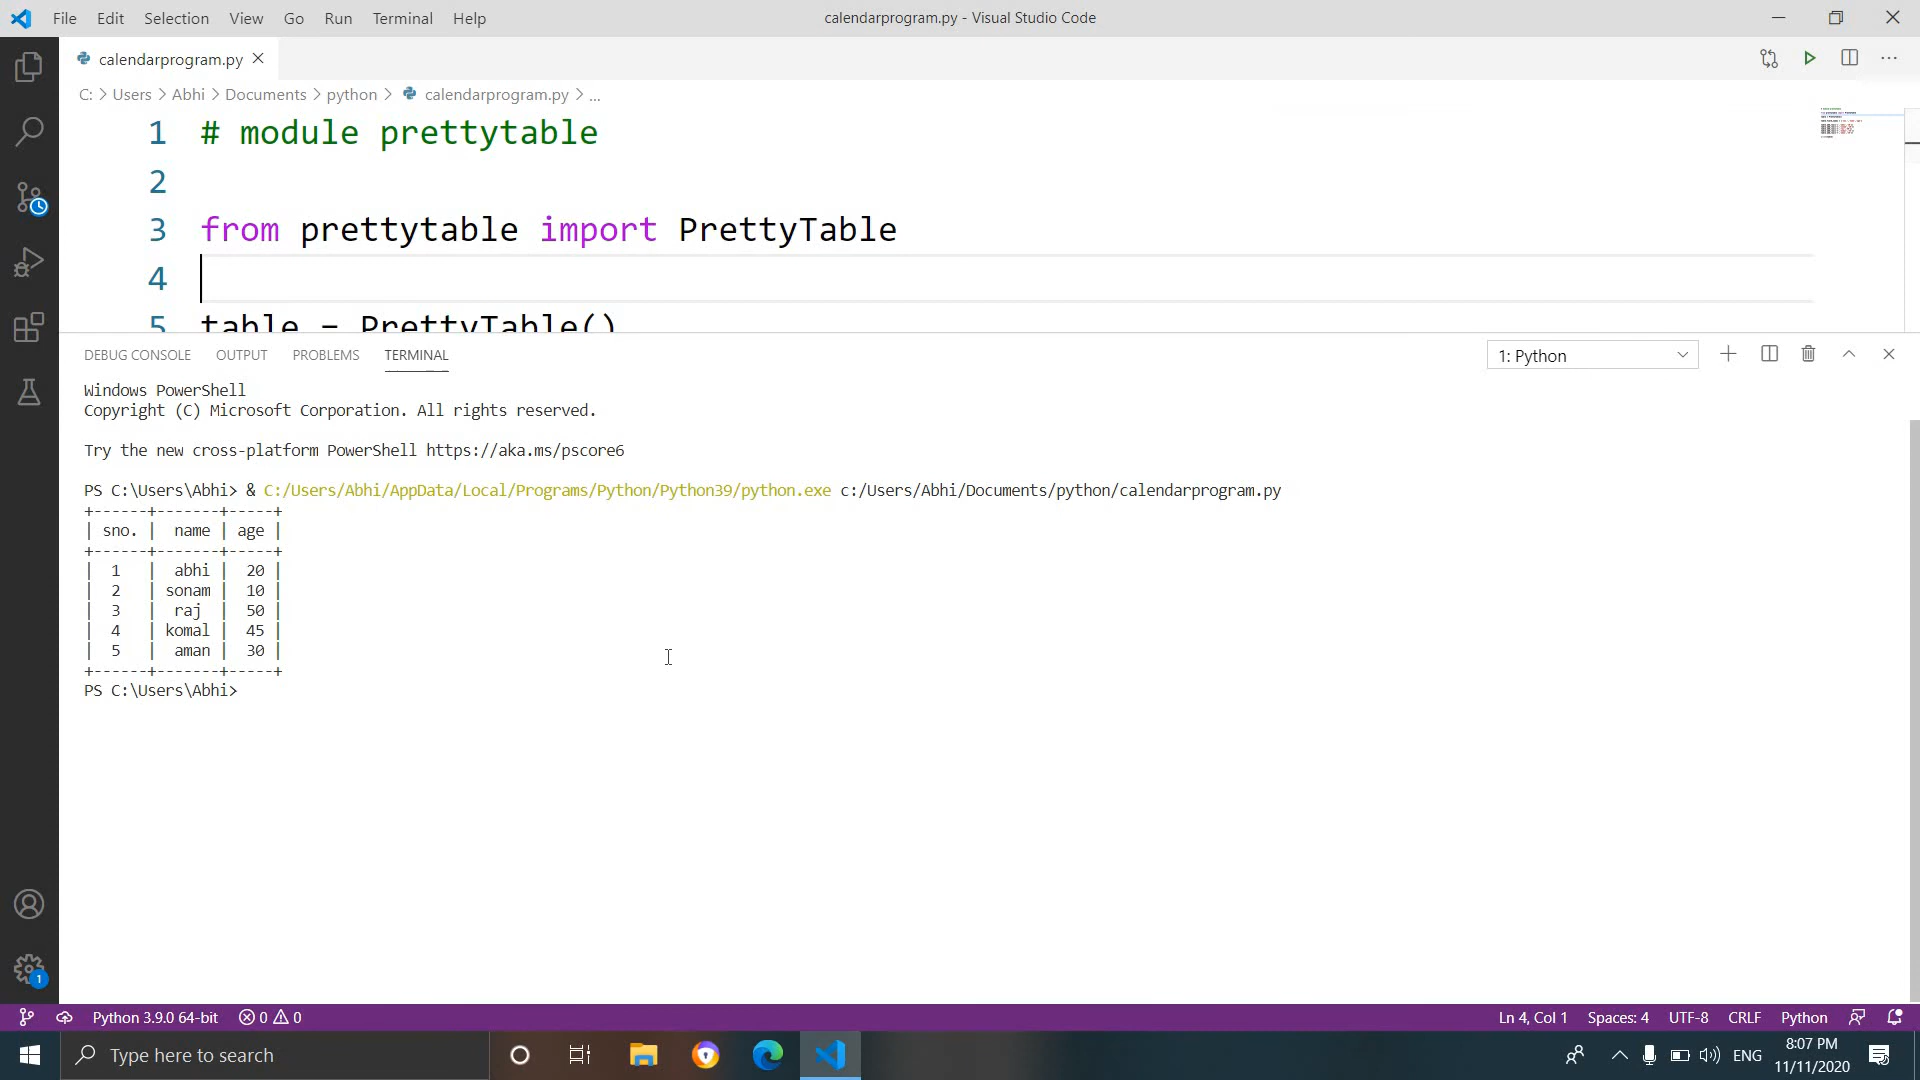 File Edit Selection View Go Run Terminal Help
calendarprogram.py - Visual Studio Code
calendarprogram.py
C: > Users > Abhi > Documents > python > calendarprogram.py > ...
1 # module prettytable
2
3 from prettytable import PrettyTable
4
5 table = PrettyTable()
DEBUG CONSOLE OUTPUT PROBLEMS TERMINAL
1: Python
Windows PowerShell
Copyright (C) Microsoft Corporation. All rights reserved.
Try the new cross-platform PowerShell https://aka.ms/pscore6
PS C:\Users\Abhi> & C:/Users/Abhi/AppData/Local/Programs/Python/Python39/python.exe c:/Users/Abhi/Documents/python/calendarprogram.py
+------+-------+-----+
| sno. |  name | age |
+------+-------+-----+
|  1   |  abhi |  20 |
|  2   | sonam |  10 |
|  3   |  raj  |  50 |
|  4   | komal |  45 |
|  5   |  aman |  30 |
+------+-------+-----+
PS C:\Users\Abhi>
1
Python 3.9.0 64-bit 0 0
Ln 4, Col 1 Spaces: 4 UTF-8 CRLF Python
Type here to search
ENG
8:07 PM
11/11/2020